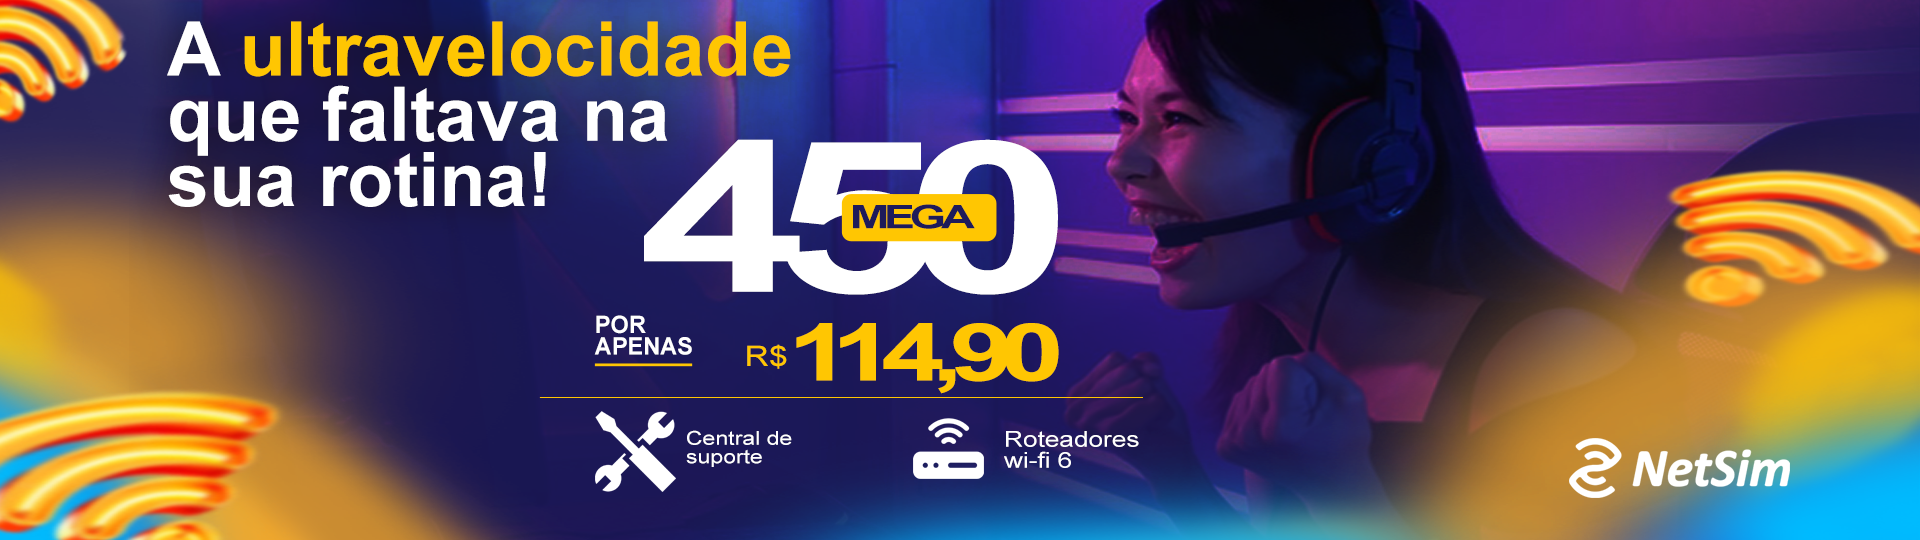 A ultravelocidade
que faltava na
sua rotina!
450
MEGA
POR
APENAS
R$ 114,90
Central de
suporte
Roteadores
wi-fi 6
NetSim